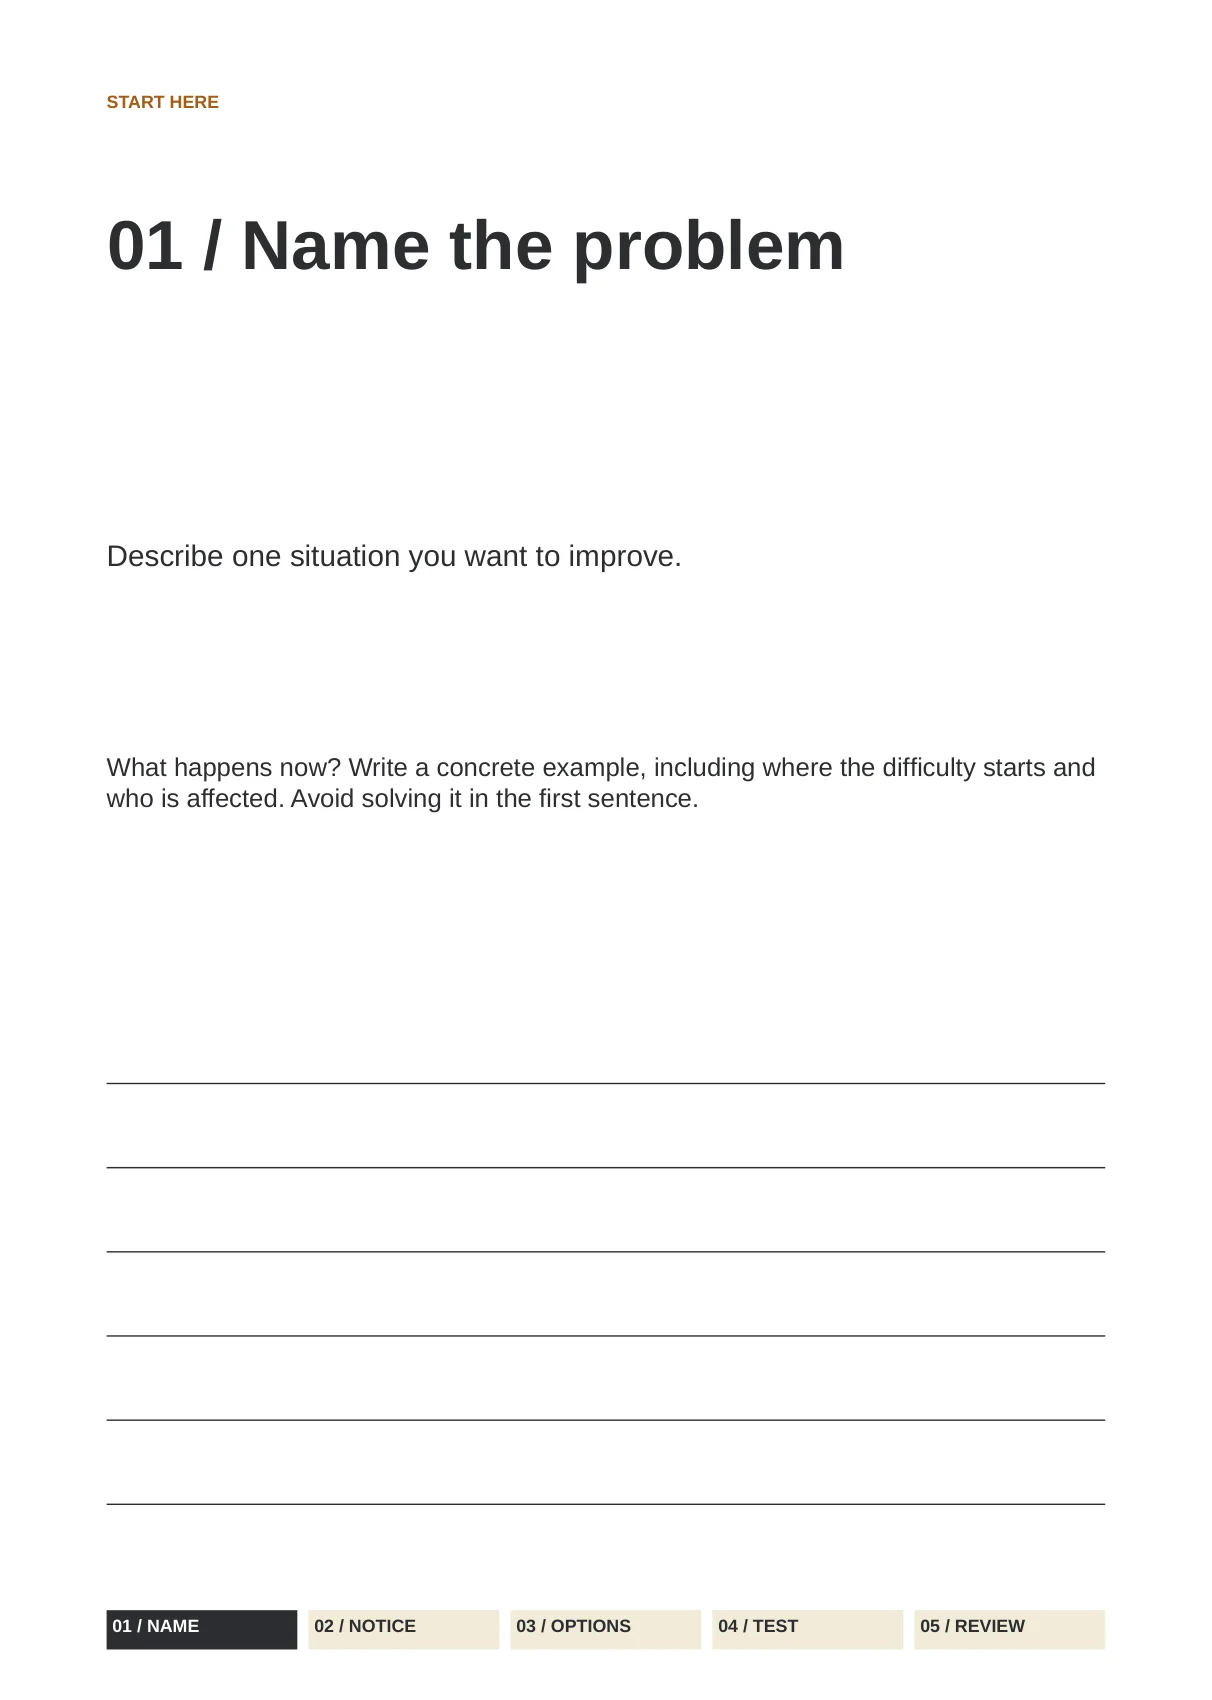 START HERE
01 / Name the problem
Describe one situation you want to improve.
What happens now? Write a concrete example, including where the difficulty starts and
who is affected. Avoid solving it in the first sentence.
01 / NAME
02 / NOTICE
03 / OPTIONS
04 / TEST
05 / REVIEW